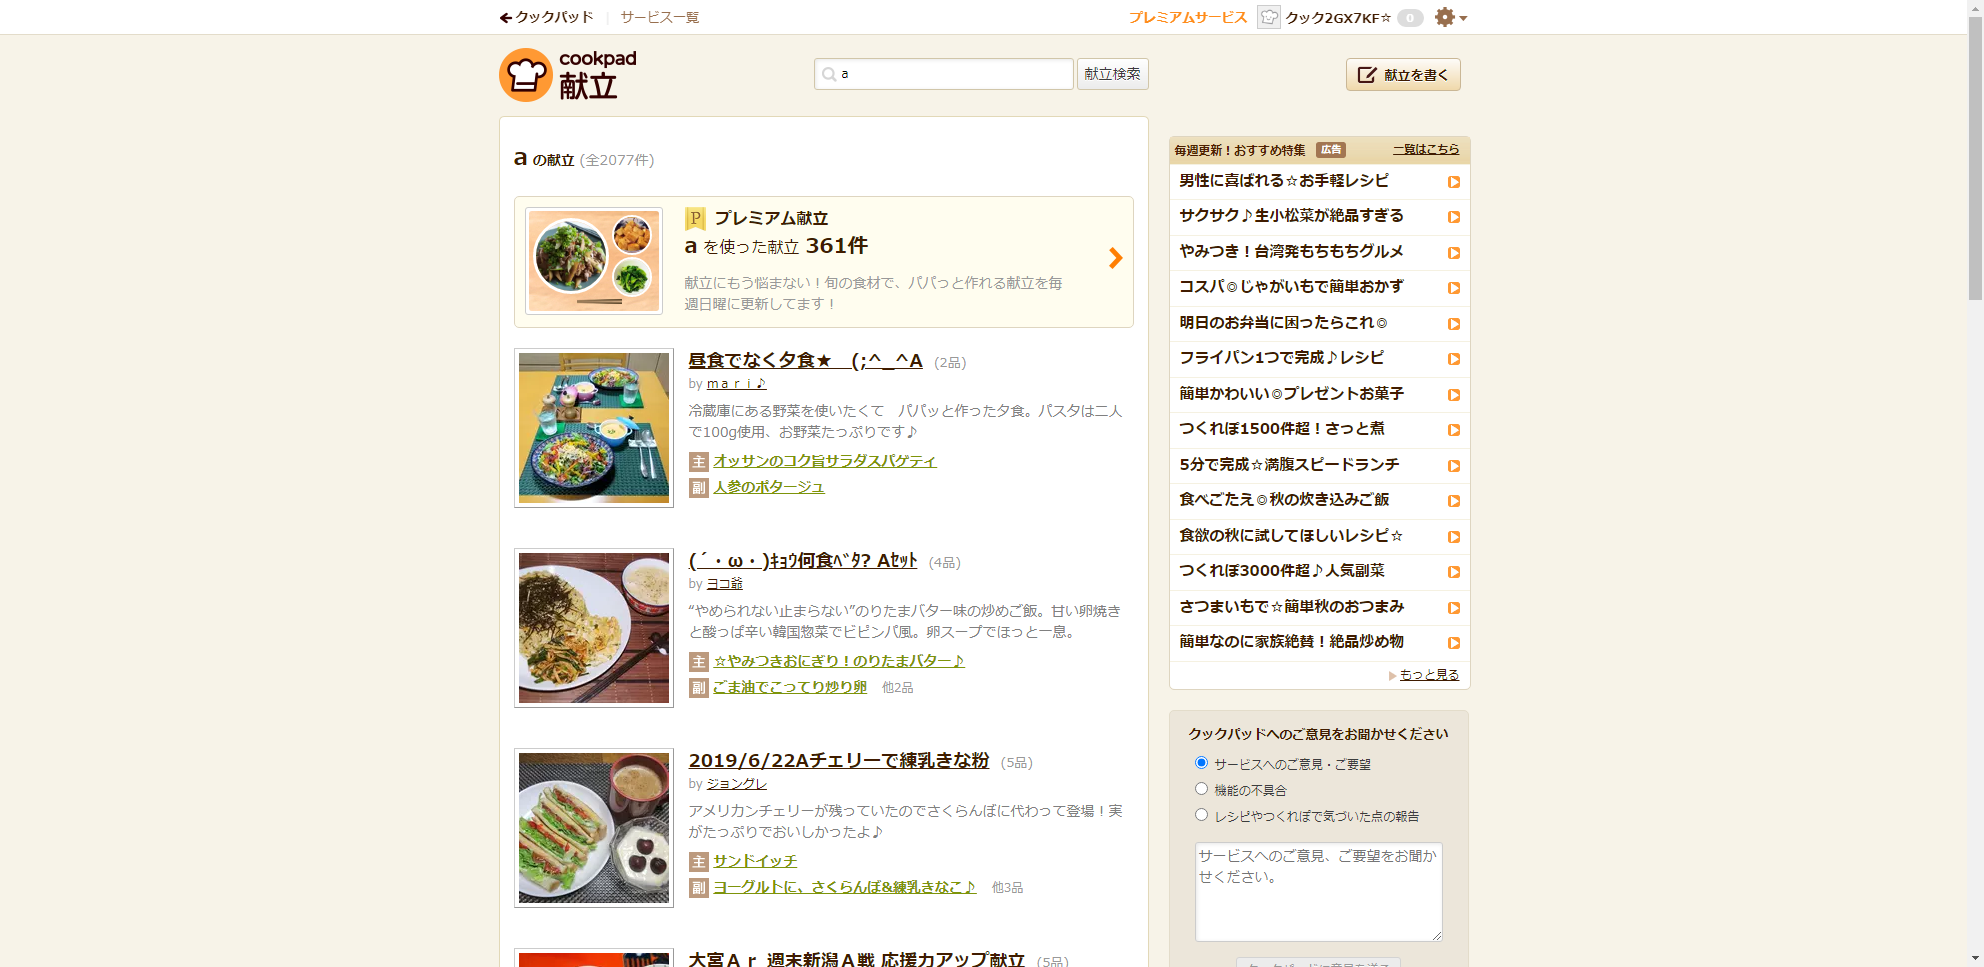 クックパッド
サービス一覧
プレミアムサービス
クック2GX7KF☆
0
cookpad
献立
a
献立検索
献立を書く
a の献立 (全2077件)
P プレミアム献立
a を使った献立 361件
献立にもう悩まない！旬の食材で、パパっと作れる献立を毎
週日曜に更新してます！
昼食でなく夕食★　(;^_^A (2品)
by ｍａｒｉ♪
冷蔵庫にある野菜を使いたくて　パパッと作った夕食。パスタは二人
で100g使用、お野菜たっぷりです♪
主 オッサンのコク旨サラダスパゲティ
副 人参のポタージュ
(´・ω・)ｷｮｳ何食ﾍﾞﾀ? Aｾｯﾄ (4品)
by ヨコ爺
“やめられない止まらない”のりたまバター味の炒めご飯。甘い卵焼き
と酸っぱ辛い韓国惣菜でビビンパ風。卵スープでほっと一息。
主 ☆やみつきおにぎり！のりたまバター♪
副 ごま油でこってり炒り卵 他2品
2019/6/22Aチェリーで練乳きな粉 (5品)
by ジョングレ
アメリカンチェリーが残っていたのでさくらんぼに代わって登場！実
がたっぷりでおいしかったよ♪
主 サンドイッチ
副 ヨーグルトに、さくらんぼ&練乳きなこ♪ 他3品
大宮Ａｒ 週末新潟Ａ戦 応援力アップ献立 (5品)
毎週更新！おすすめ特集 広告 一覧はこちら
男性に喜ばれる☆お手軽レシピ
サクサク♪生小松菜が絶品すぎる
やみつき！台湾発もちもちグルメ
コスパ◎じゃがいもで簡単おかず
明日のお弁当に困ったらこれ◎
フライパン1つで完成♪レシピ
簡単かわいい◎プレゼントお菓子
つくれぽ1500件超！さっと煮
5分で完成☆満腹スピードランチ
食べごたえ◎秋の炊き込みご飯
食欲の秋に試してほしいレシピ☆
つくれぽ3000件超♪人気副菜
さつまいもで☆簡単秋のおつまみ
簡単なのに家族絶賛！絶品炒め物
もっと見る
クックパッドへのご意見をお聞かせください
サービスへのご意見・ご要望
機能の不具合
レシピやつくれぽで気づいた点の報告
サービスへのご意見、ご要望をお聞か
せください。
クックパッドに意見を送る